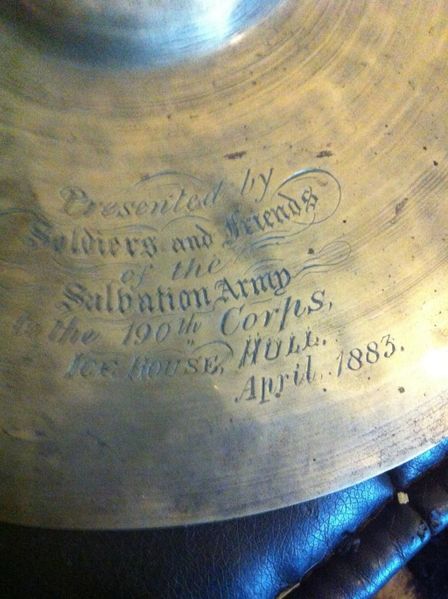 Presented by
Soldiers and Friends
of the
Salvation Army
to the 190th Corps,
ICE HOUSE, HULL.
April, 1883.